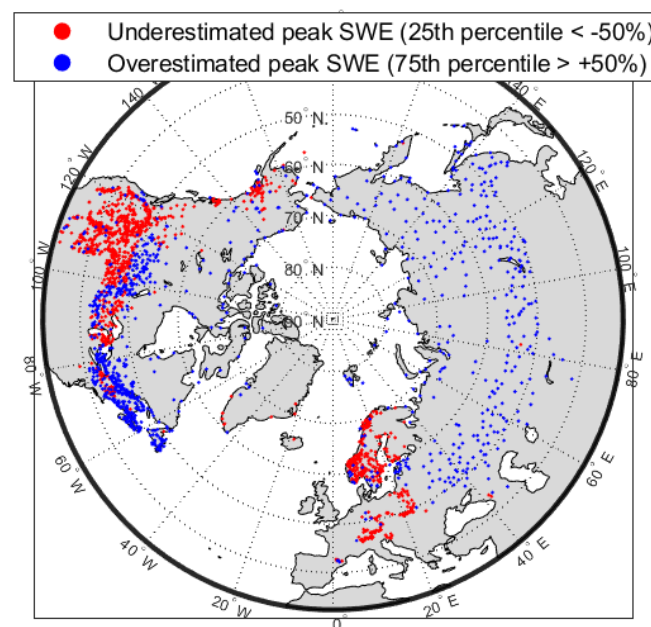 Underestimated peak SWE (25th percentile < -50%)
Overestimated peak SWE (75th percentile > +50%)
140° W
140° E
50° N
120° W
60° N
120° E
70° N
100° W
80° N
100° E
90° N
80° W
80° E
60° W
60° E
40° W
40° E
20° W
0°
20° E